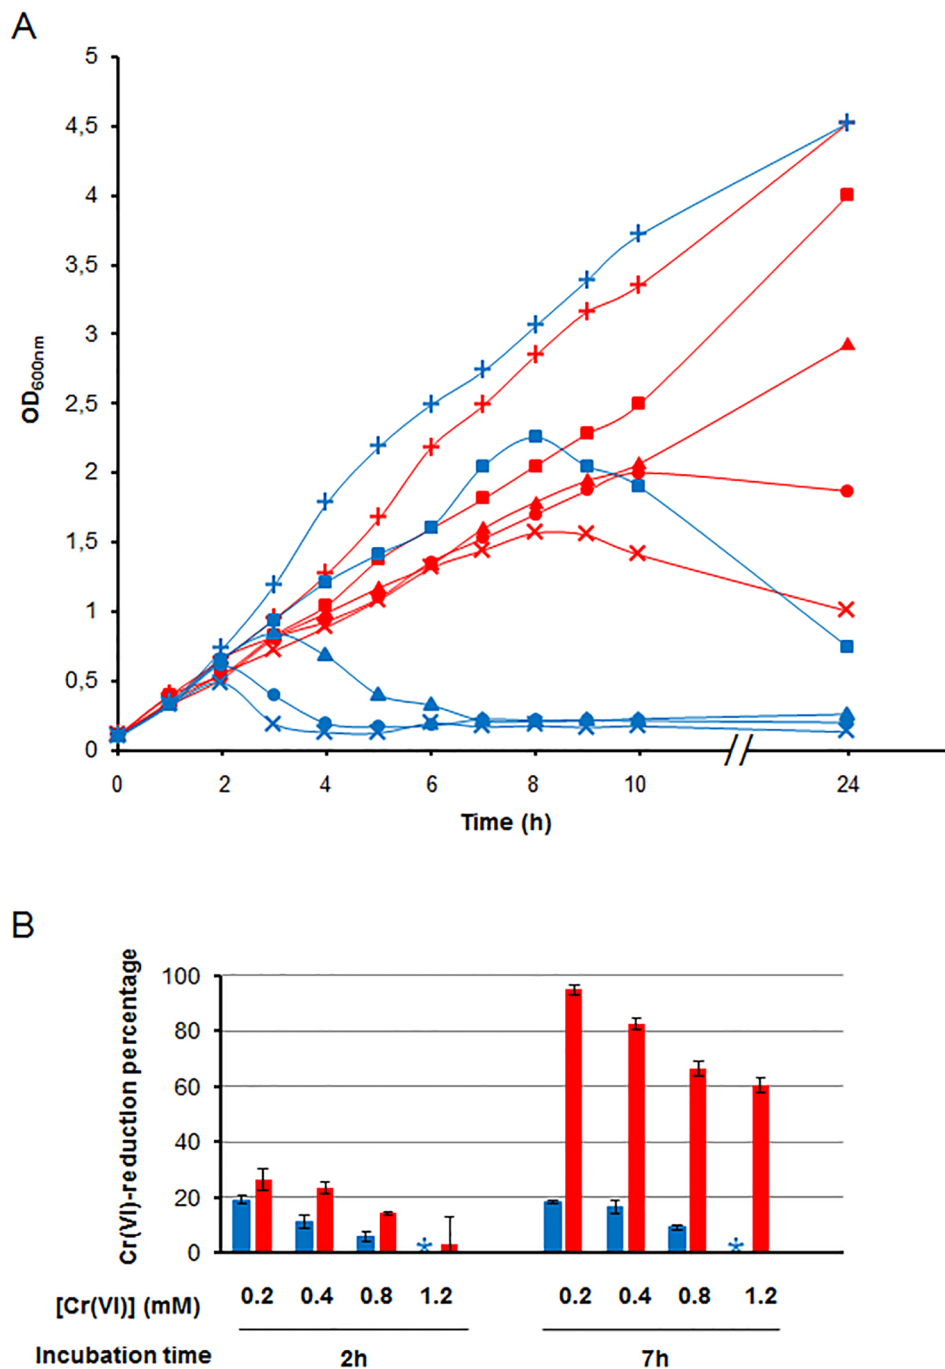 A
5
4,5
4
3,5
3
2,5
2
1,5
1
0,5
0
OD600nm
0 2 4 6 8 10 24
Time (h)
B
Cr(VI)-reduction percentage
100
80
60
40
20
0
* *
[Cr(VI)] (mM) 0.2 0.4 0.8 1.2 0.2 0.4 0.8 1.2
Incubation time 2h 7h